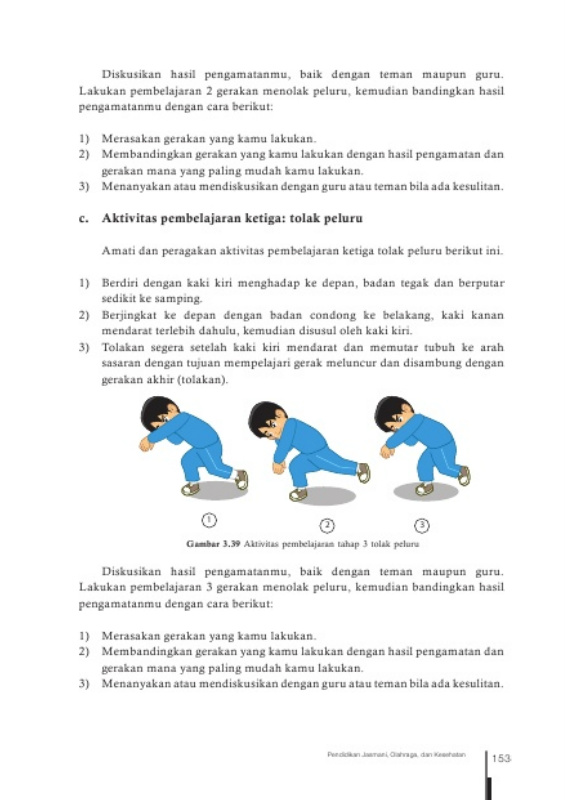 Diskusikan hasil pengamatanmu, baik dengan teman maupun guru.
Lakukan pembelajaran 2 gerakan menolak peluru, kemudian bandingkan hasil
pengamatanmu dengan cara berikut:
1) Merasakan gerakan yang kamu lakukan.
2) Membandingkan gerakan yang kamu lakukan dengan hasil pengamatan dan
gerakan mana yang paling mudah kamu lakukan.
3) Menanyakan atau mendiskusikan dengan guru atau teman bila ada kesulitan.
c. Aktivitas pembelajaran ketiga: tolak peluru
Amati dan peragakan aktivitas pembelajaran ketiga tolak peluru berikut ini.
1) Berdiri dengan kaki kiri menghadap ke depan, badan tegak dan berputar
sedikit ke samping.
2) Berjingkat ke depan dengan badan condong ke belakang, kaki kanan
mendarat terlebih dahulu, kemudian disusul oleh kaki kiri.
3) Tolakan segera setelah kaki kiri mendarat dan memutar tubuh ke arah
sasaran dengan tujuan mempelajari gerak meluncur dan disambung dengan
gerakan akhir (tolakan).
1 2 3
Gambar 3.39 Aktivitas pembelajaran tahap 3 tolak peluru
Diskusikan hasil pengamatanmu, baik dengan teman maupun guru.
Lakukan pembelajaran 3 gerakan menolak peluru, kemudian bandingkan hasil
pengamatanmu dengan cara berikut:
1) Merasakan gerakan yang kamu lakukan.
2) Membandingkan gerakan yang kamu lakukan dengan hasil pengamatan dan
gerakan mana yang paling mudah kamu lakukan.
3) Menanyakan atau mendiskusikan dengan guru atau teman bila ada kesulitan.
Pendidikan Jasmani, Olahraga, dan Kesehatan 153